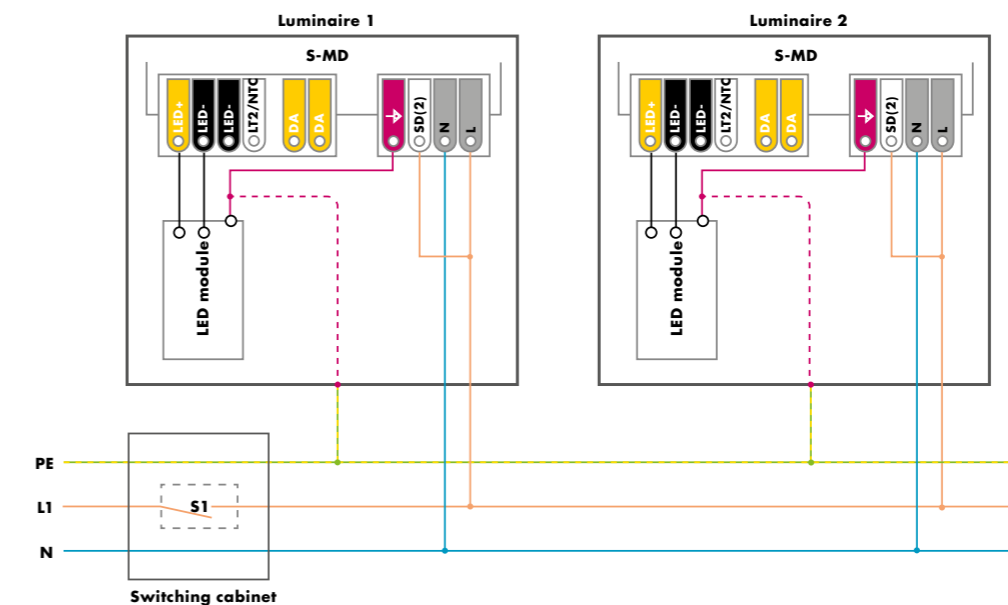 Luminaire 1
S-MD
LED+
LED-
LED-
LT2/NTC
DA
DA
SD(2)
N
L
LED module
Luminaire 2
S-MD
LED+
LED-
LED-
LT2/NTC
DA
DA
SD(2)
N
L
LED module
PE
L1
S1
N
Switching cabinet